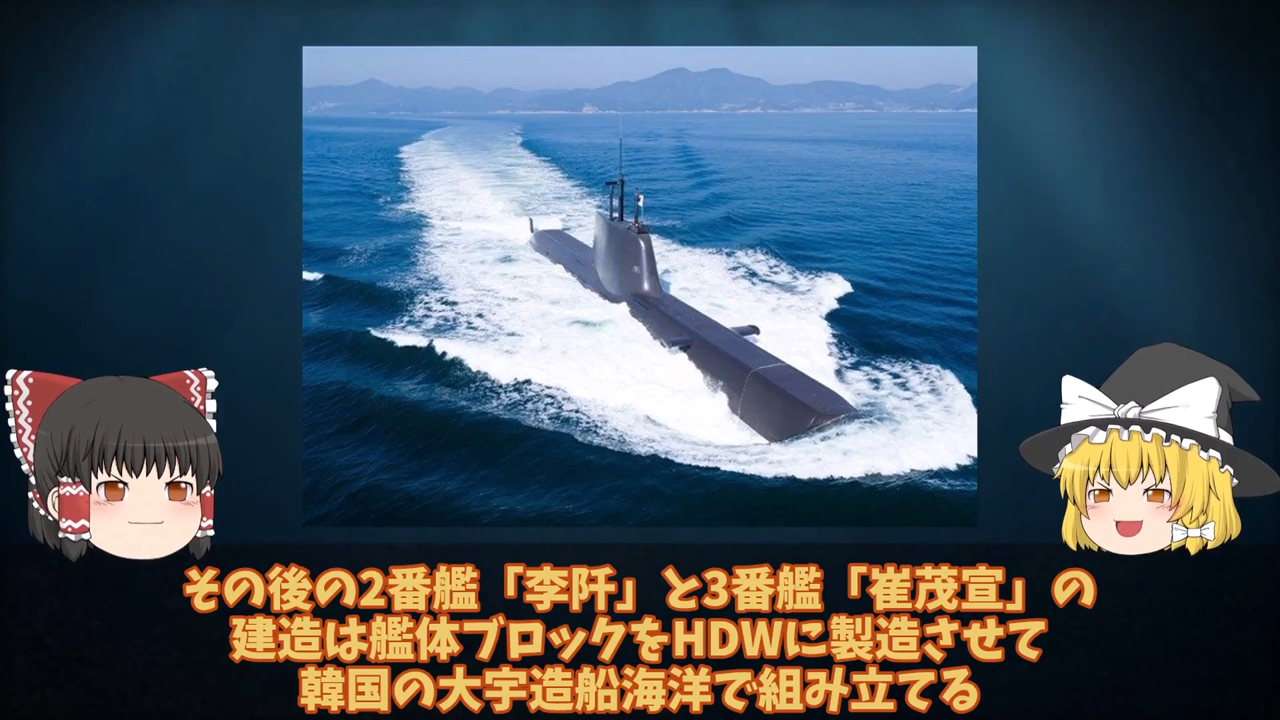 その後の2番艦「李阡」と3番艦「崔茂宣」の
建造は艦体ブロックをHDWに製造させて
韓国の大宇造船海洋で組み立てる